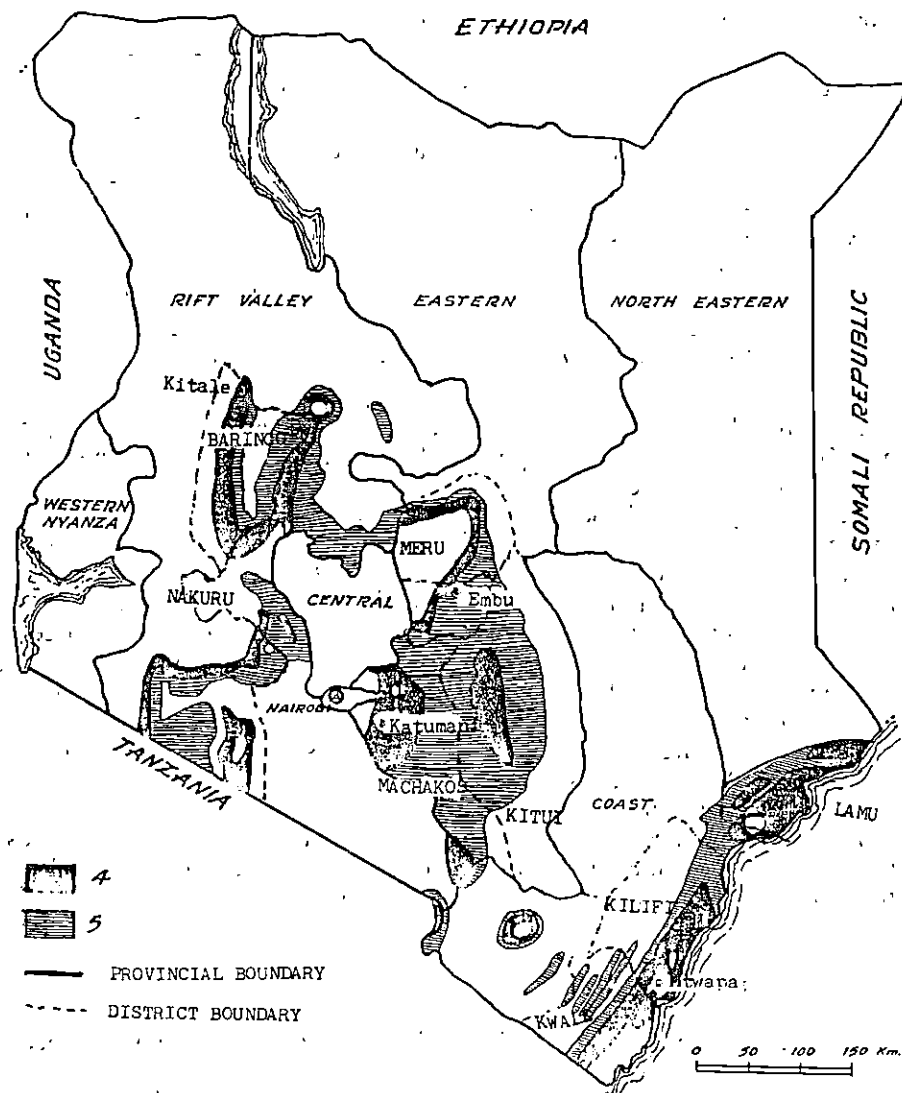 ETHIOPIA
UGANDA
RIFT VALLEY
EASTERN
NORTH EASTERN
SOMALI REPUBLIC
Kitale
BARINGO
WESTERN
NYANZA
MERU
NAKURU
CENTRAL
Embu
NAIROBI
Katumani
TANZANIA
MACHAKOS
KITUI
COAST.
LAMU
4
KILIFI
5
Mtwapa
PROVINCIAL BOUNDARY
KWALE
DISTRICT BOUNDARY
0 50 100 150 Km.